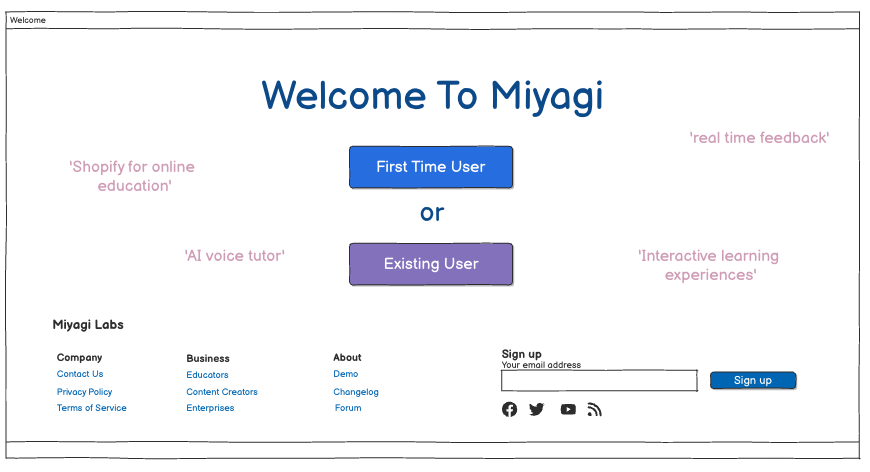 Welcome
Welcome To Miyagi
'real time feedback'
'Shopify for online
education'
First Time User
or
'AI voice tutor'
Existing User
'Interactive learning
experiences'
Miyagi Labs
Company
Contact Us
Privacy Policy
Terms of Service
Business
Educators
Content Creators
Enterprises
About
Demo
Changelog
Forum
Sign up
Your email address
Sign up